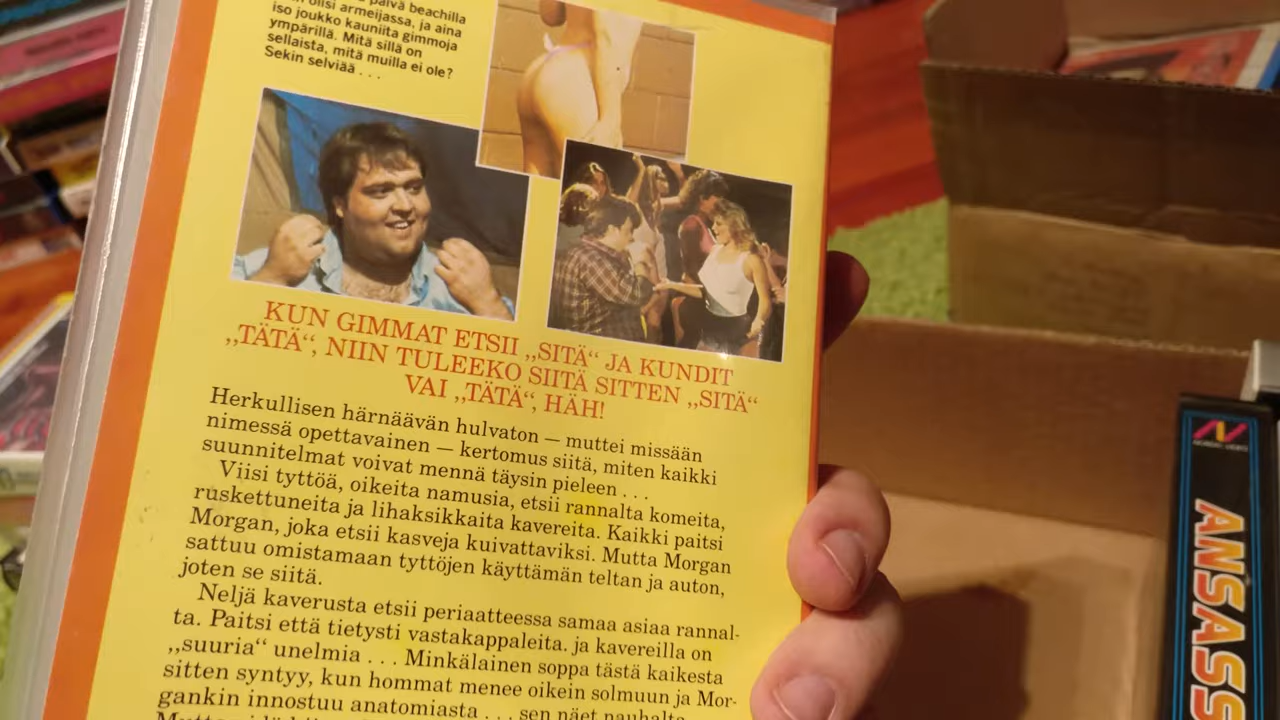 päivä beachilla
olisi armeijassa, ja aina
iso joukko kauniita gimmoja
ympärillä. Mitä sillä on
sellaista, mitä muilla ei ole?
Sekin selviää . . .
KUN GIMMAT ETSII „SITÄ“ JA KUNDIT
„TÄTÄ“, NIIN TULEEKO SIITÄ SITTEN „SITÄ“
VAI „TÄTÄ“, HÄH!
Herkullisen härnäävän hulvaton — muttei missään
nimessä opettavainen — kertomus siitä, miten kaikki
suunnitelmat voivat mennä täysin pieleen . . .
Viisi tyttöä, oikeita namusia, etsii rannalta komeita,
ruskettuneita ja lihaksikkaita kavereita. Kaikki paitsi
Morgan, joka etsii kasveja kuivattaviksi. Mutta Morgan
sattuu omistamaan tyttöjen käyttämän teltan ja auton,
joten se siitä.
Neljä kaverusta etsii periaatteessa samaa asiaa rannal-
ta. Paitsi että tietysti vastakappaleita. ja kavereilla on
„suuria“ unelmia . . . Minkälainen soppa tästä kaikesta
sitten syntyy, kun hommat menee oikein solmuun ja Mor-
gankin innostuu anatomiasta . . . sen näet nauhalta.
NORDIC VIDEO
ANSASS